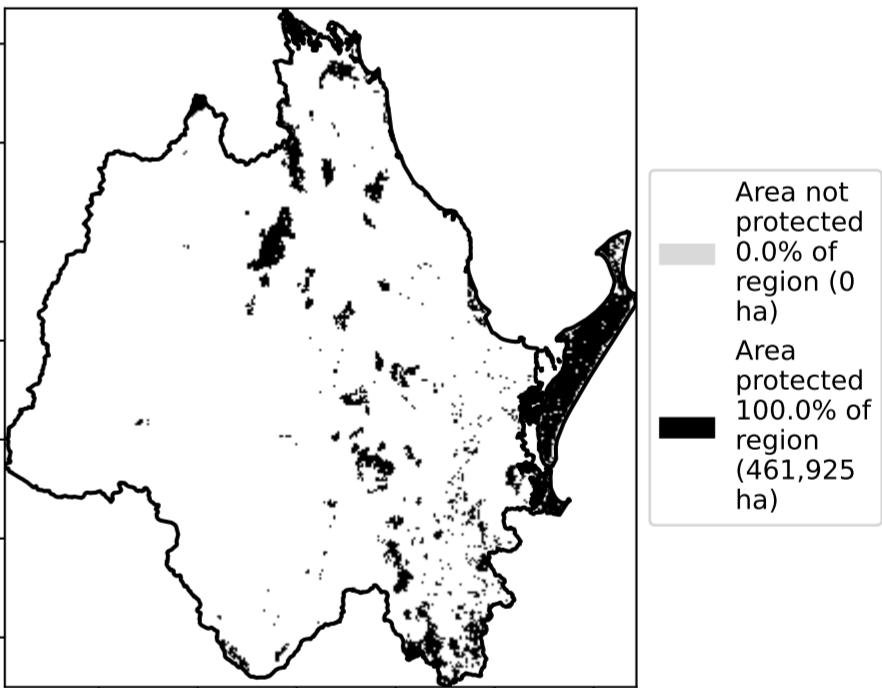 Area not
protected
0.0% of
region (0
ha)
Area
protected
100.0% of
region
(461,925
ha)